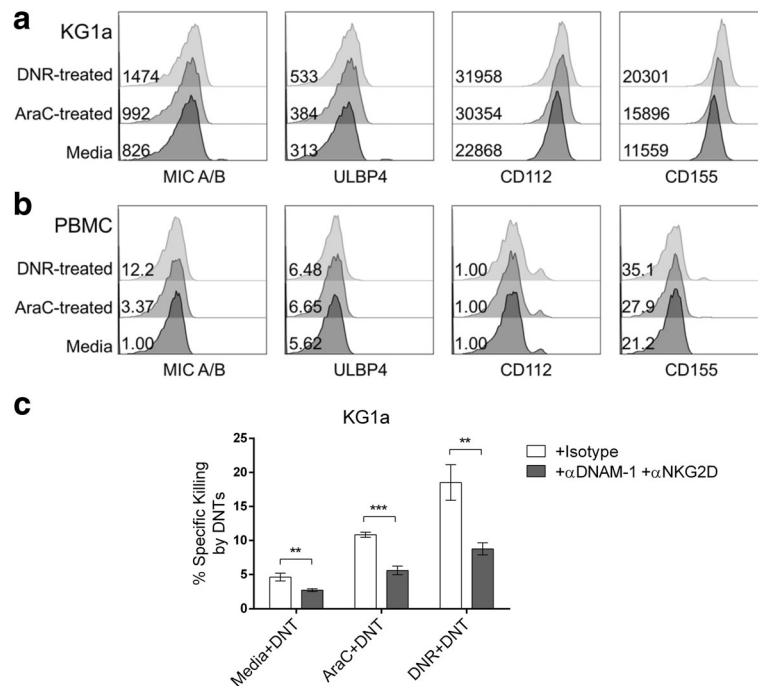 a
KG1a
DNR-treated 1474 533 31958 20301
AraC-treated 992 384 30354 15896
Media 826 313 22868 11559
MIC A/B ULBP4 CD112 CD155
b
PBMC
DNR-treated 12.2 6.48 1.00 35.1
AraC-treated 3.37 6.65 1.00 27.9
Media 1.00 5.62 1.00 21.2
MIC A/B ULBP4 CD112 CD155
c
KG1a
% Specific Killing
by DNTs
25
20
15
10
5
0
**
***
**
+Isotype
+αDNAM-1 +αNKG2D
Media+DNT
AraC+DNT
DNR+DNT